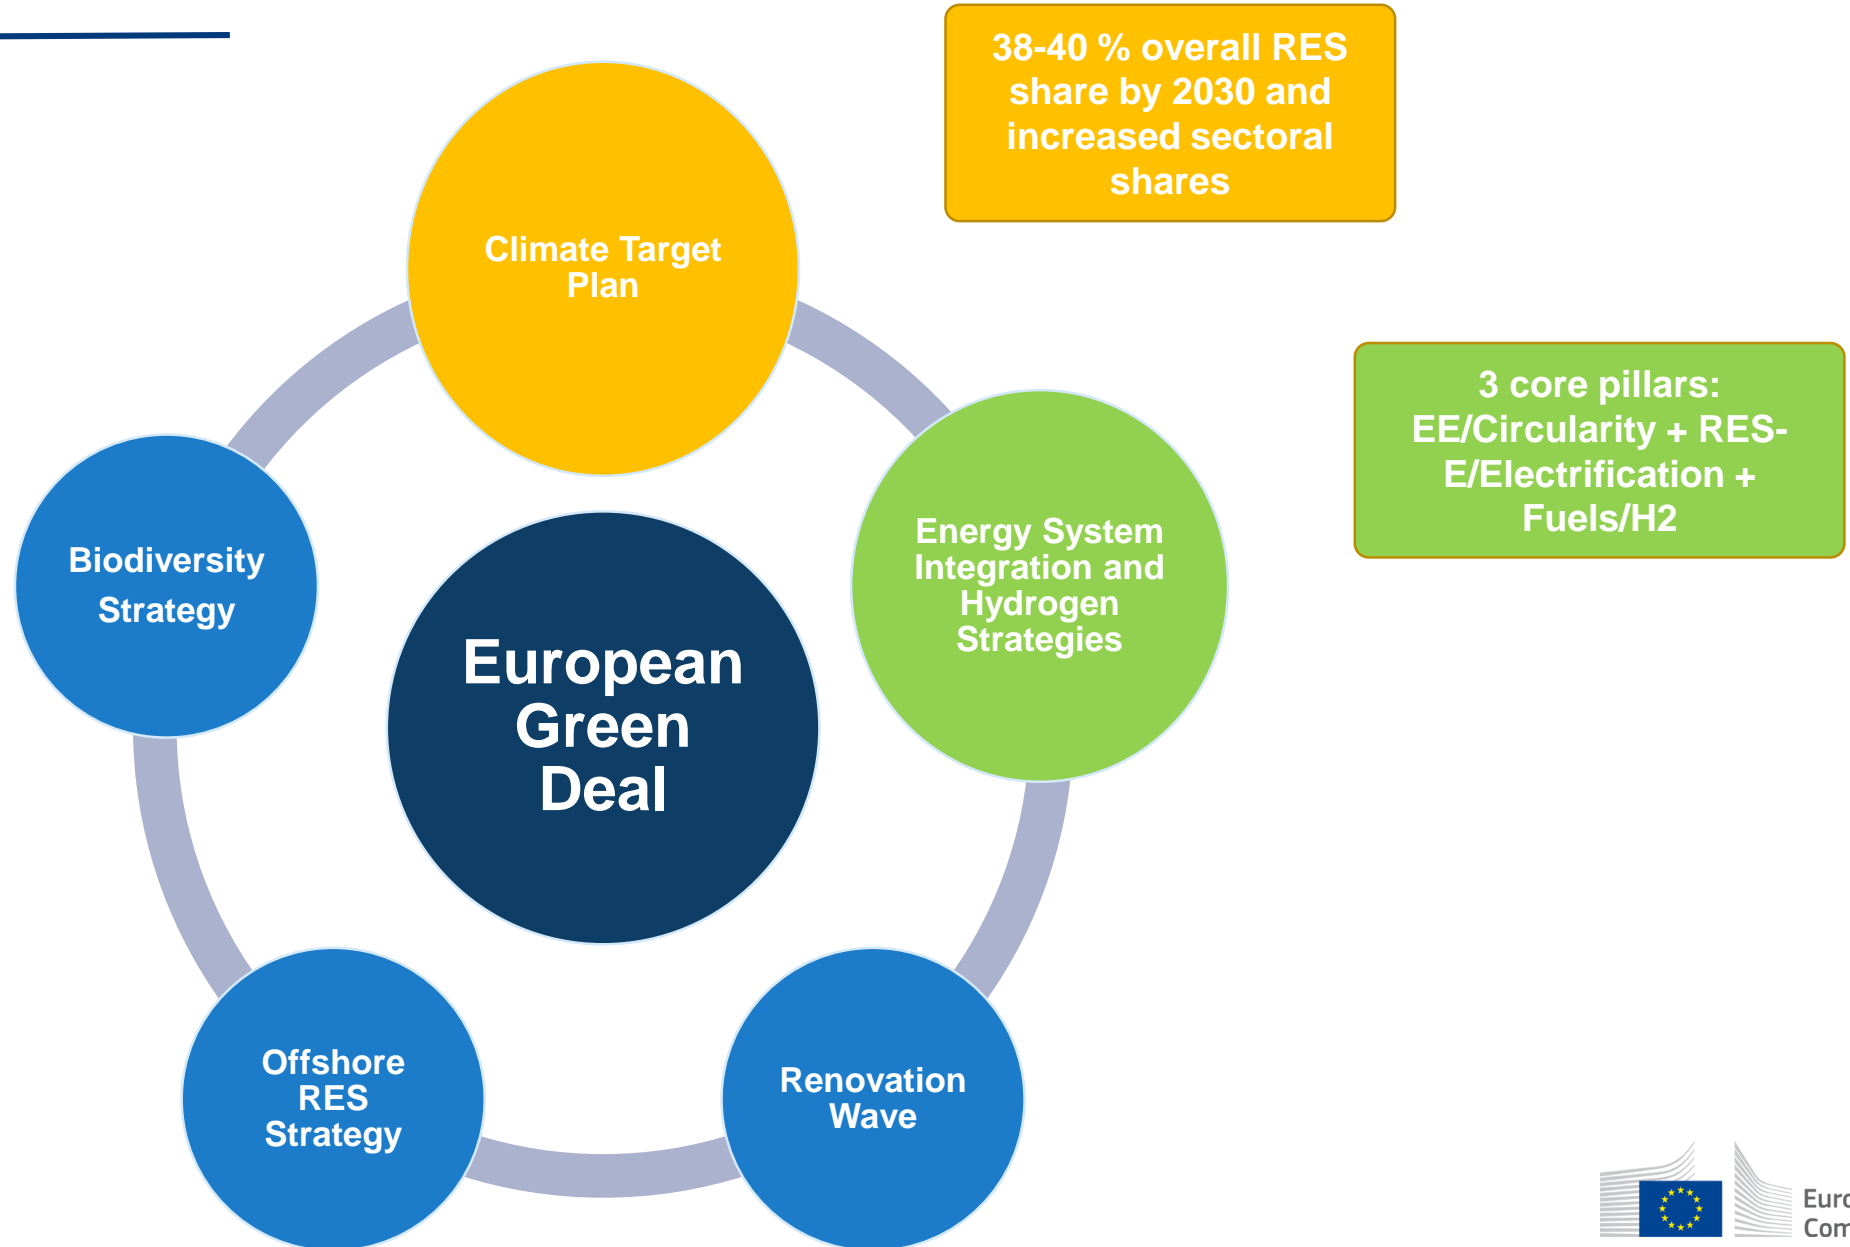 38-40 % overall RES
share by 2030 and
increased sectoral
shares
Climate Target
Plan
3 core pillars:
EE/Circularity + RES-
E/Electrification +
Fuels/H2
Energy System
Integration and
Hydrogen
Strategies
Biodiversity
Strategy
European
Green
Deal
Offshore
RES
Strategy
Renovation
Wave